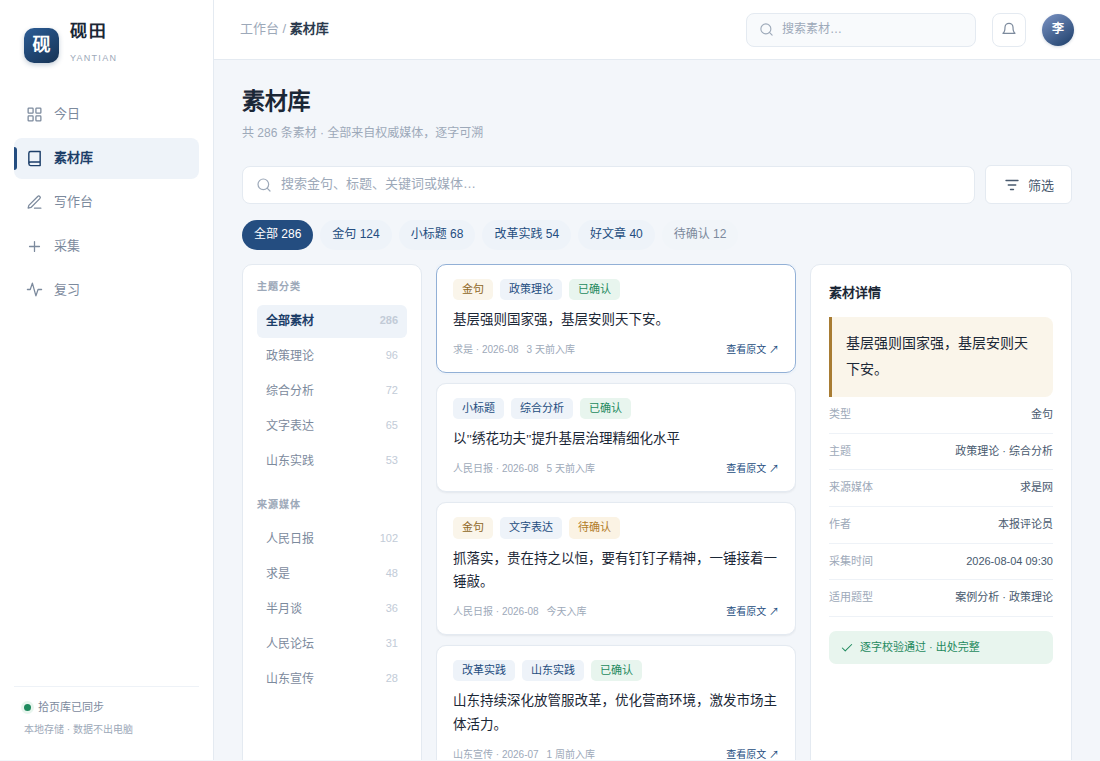 砚
砚田
YANTIAN
今日
素材库
写作台
采集
复习
拾页库已同步
本地存储 · 数据不出电脑
工作台 / 素材库
搜索素材…
李
素材库
共 286 条素材 · 全部来自权威媒体，逐字可溯
搜索金句、标题、关键词或媒体…
筛选
全部 286
金句 124
小标题 68
改革实践 54
好文章 40
待确认 12
主题分类
全部素材 286
政策理论 96
综合分析 72
文字表达 65
山东实践 53
来源媒体
人民日报 102
求是 48
半月谈 36
人民论坛 31
山东宣传 28
金句 政策理论 已确认
基层强则国家强，基层安则天下安。
求是 · 2026-08 3 天前入库 查看原文 ↗
小标题 综合分析 已确认
以"绣花功夫"提升基层治理精细化水平
人民日报 · 2026-08 5 天前入库 查看原文 ↗
金句 文字表达 待确认
抓落实，贵在持之以恒，要有钉钉子精神，一锤接着一
锤敲。
人民日报 · 2026-08 今天入库 查看原文 ↗
改革实践 山东实践 已确认
山东持续深化放管服改革，优化营商环境，激发市场主
体活力。
山东宣传 · 2026-07 1 周前入库 查看原文 ↗
素材详情
基层强则国家强，基层安则天
下安。
类型 金句
主题 政策理论 · 综合分析
来源媒体 求是网
作者 本报评论员
采集时间 2026-08-04 09:30
适用题型 案例分析 · 政策理论
逐字校验通过 · 出处完整